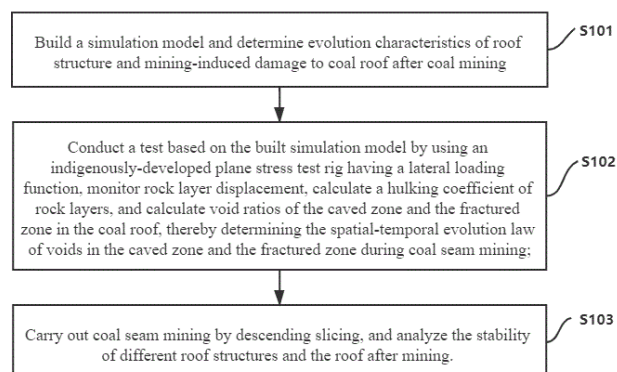 Build a simulation model and determine evolution characteristics of roof
structure and mining-induced damage to coal roof after coal mining
S101
Conduct a test based on the built simulation model by using an
indigenously-developed plane stress test rig having a lateral loading
function, monitor rock layer displacement, calculate a hulking coefficient of
rock layers, and calculate void ratios of the caved zone and the fractured
zone in the coal roof, thereby determining the spatial-temporal evolution law
of voids in the caved zone and the fractured zone during coal seam mining;
S102
Carry out coal seam mining by descending slicing, and analyze the stability
of different roof structures and the roof after mining.
S103